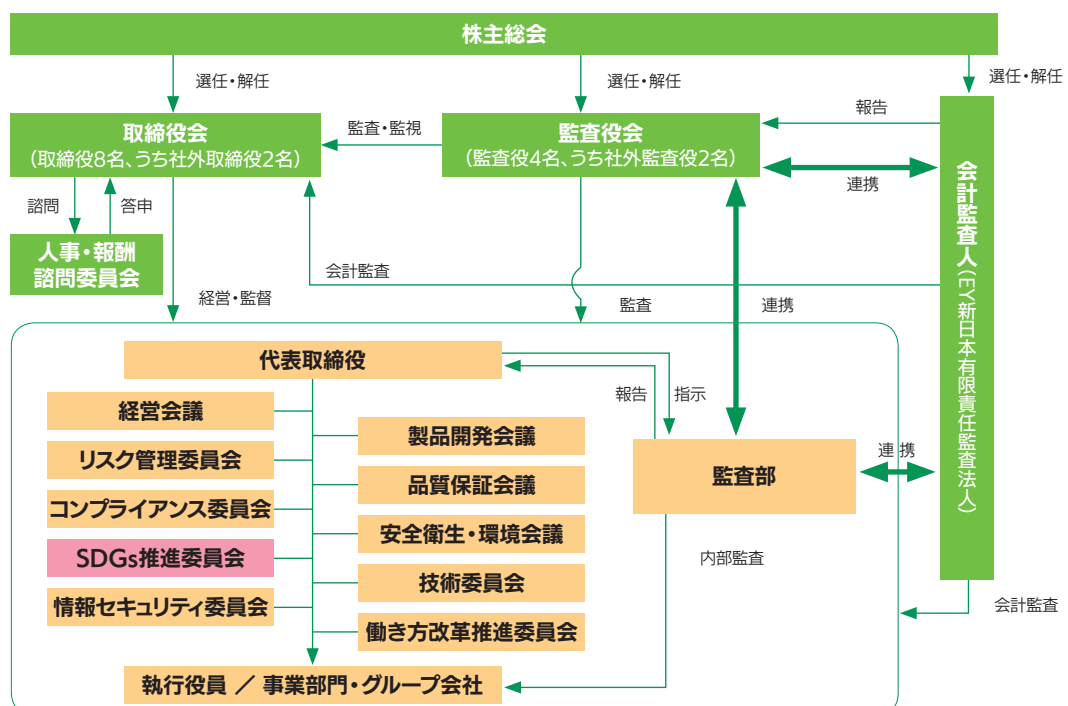 株主総会
選任・解任
選任・解任
選任・解任
取締役会
（取締役8名、うち社外取締役2名）
監査・監視
監査役会
（監査役4名、うち社外監査役2名）
報告
連携
会計監査人（EY新日本有限責任監査法人）
諮問
答申
人事・報酬
諮問委員会
会計監査
経営・監督
監査
連携
代表取締役
報告
指示
経営会議
製品開発会議
リスク管理委員会
品質保証会議
監査部
連携
コンプライアンス委員会
安全衛生・環境会議
SDGs推進委員会
技術委員会
内部監査
情報セキュリティ委員会
働き方改革推進委員会
会計監査
執行役員 ／ 事業部門・グループ会社